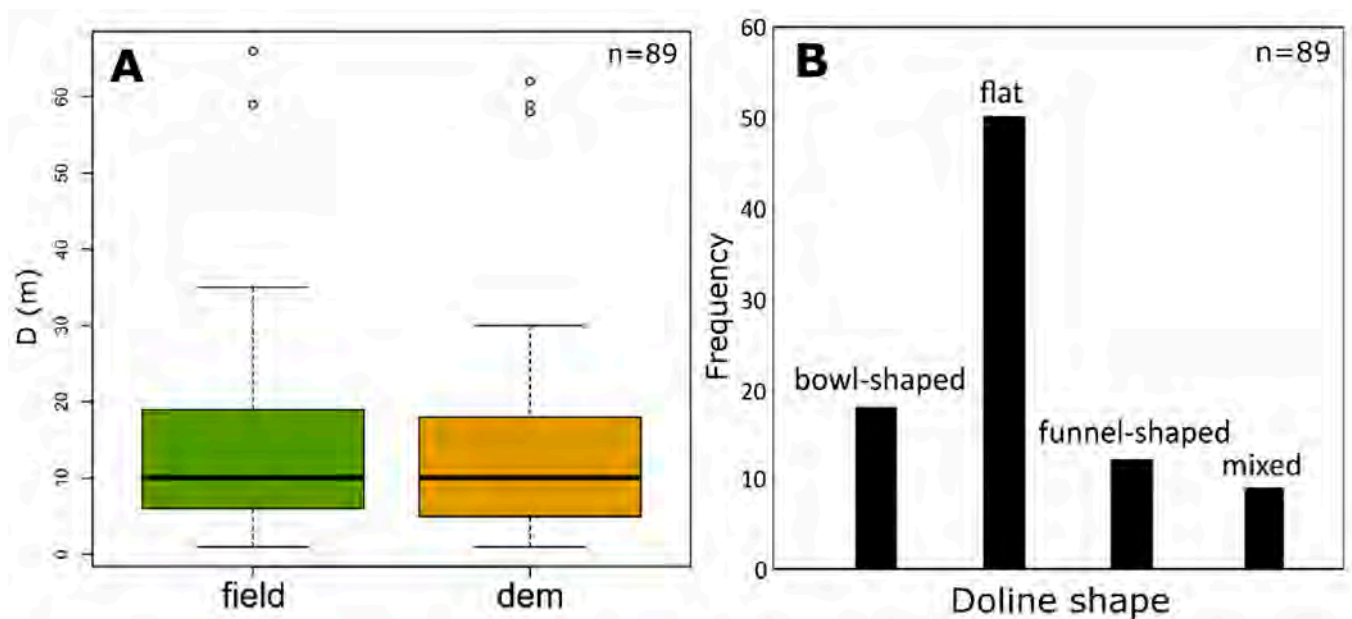 A
n=89
D (m)
60
50
40
30
20
10
0
field
dem
B
n=89
Frequency
60
50
40
30
20
10
0
flat
bowl-shaped
funnel-shaped
mixed
Doline shape